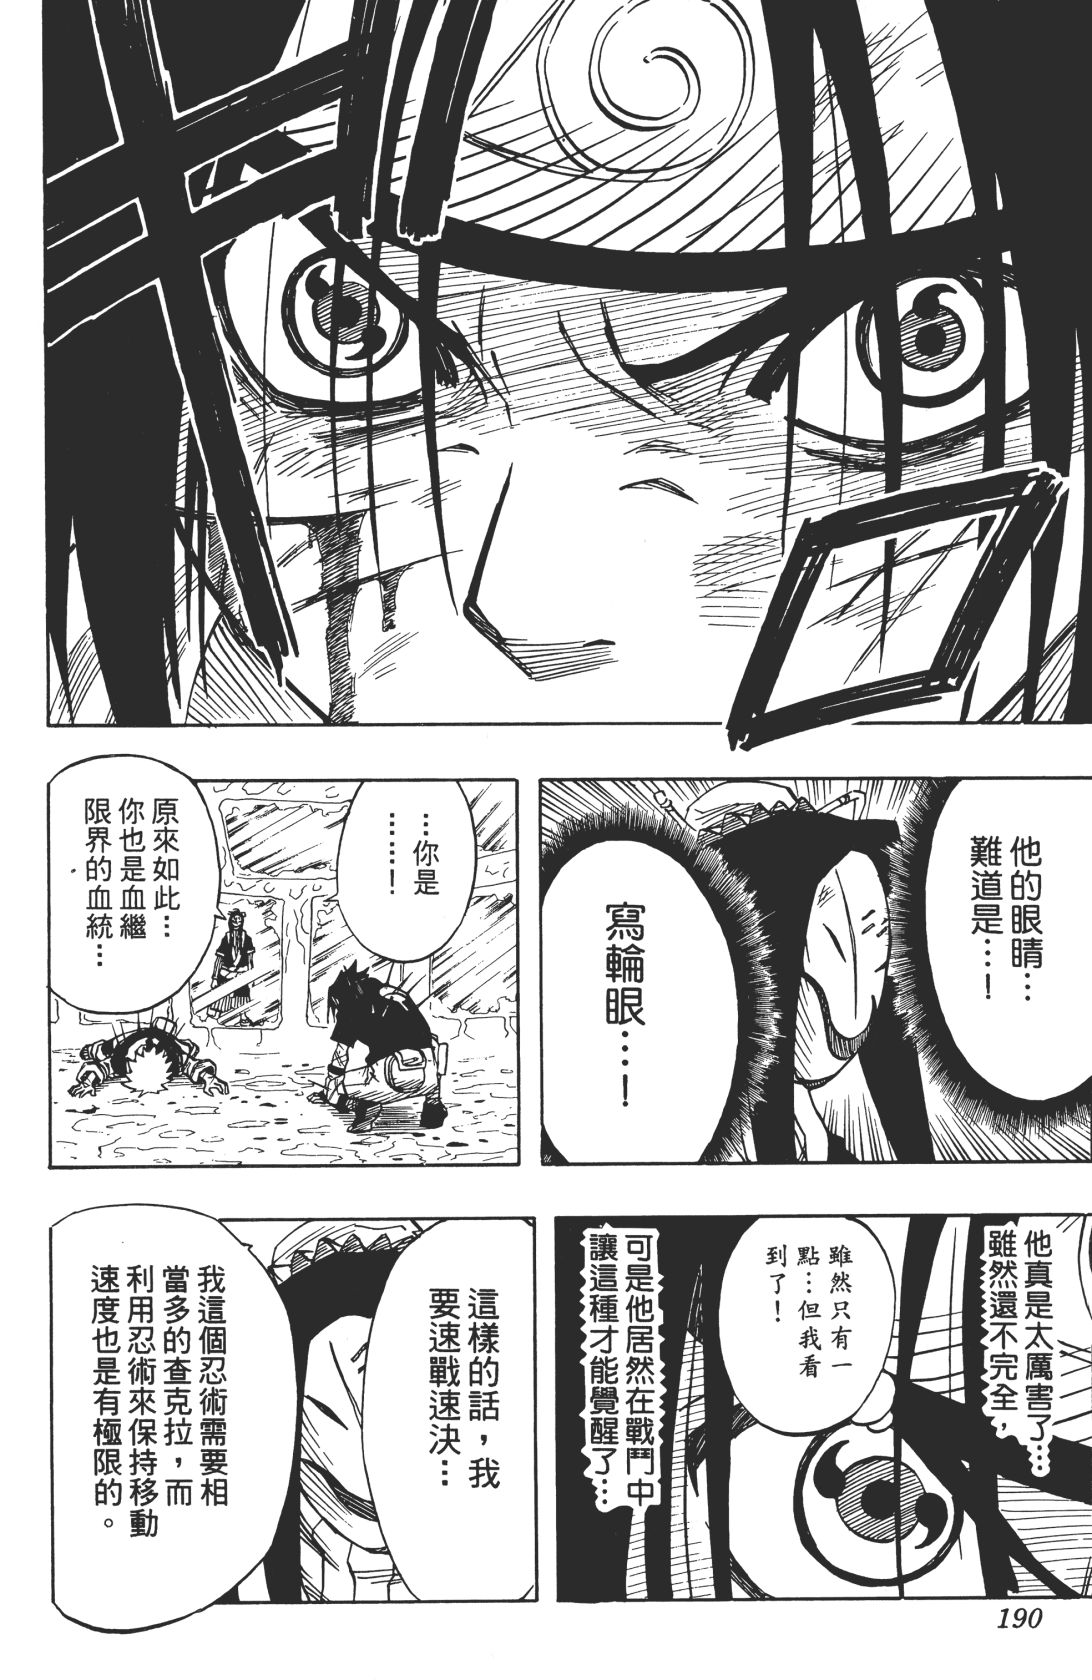 他的眼睛…
難道是…！
寫輪眼…！
…你是
……！
原來如此…
你也是血繼
限界的血統…
他真是太厲害了…
雖然還不完全，
雖然只有一
點…但我看
到了！
可是他居然在戰鬥中
讓這種才能覺醒了…
這樣的話，我
要速戰速決…
我這個忍術需要相
當多的查克拉，而
利用忍術來保持移動
速度也是有極限的。
190